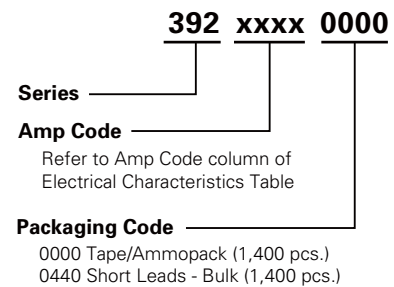 392 xxxx 0000
Series
Amp Code
Refer to Amp Code column of
Electrical Characteristics Table
Packaging Code
0000 Tape/Ammopack (1,400 pcs.)
0440 Short Leads - Bulk (1,400 pcs.)